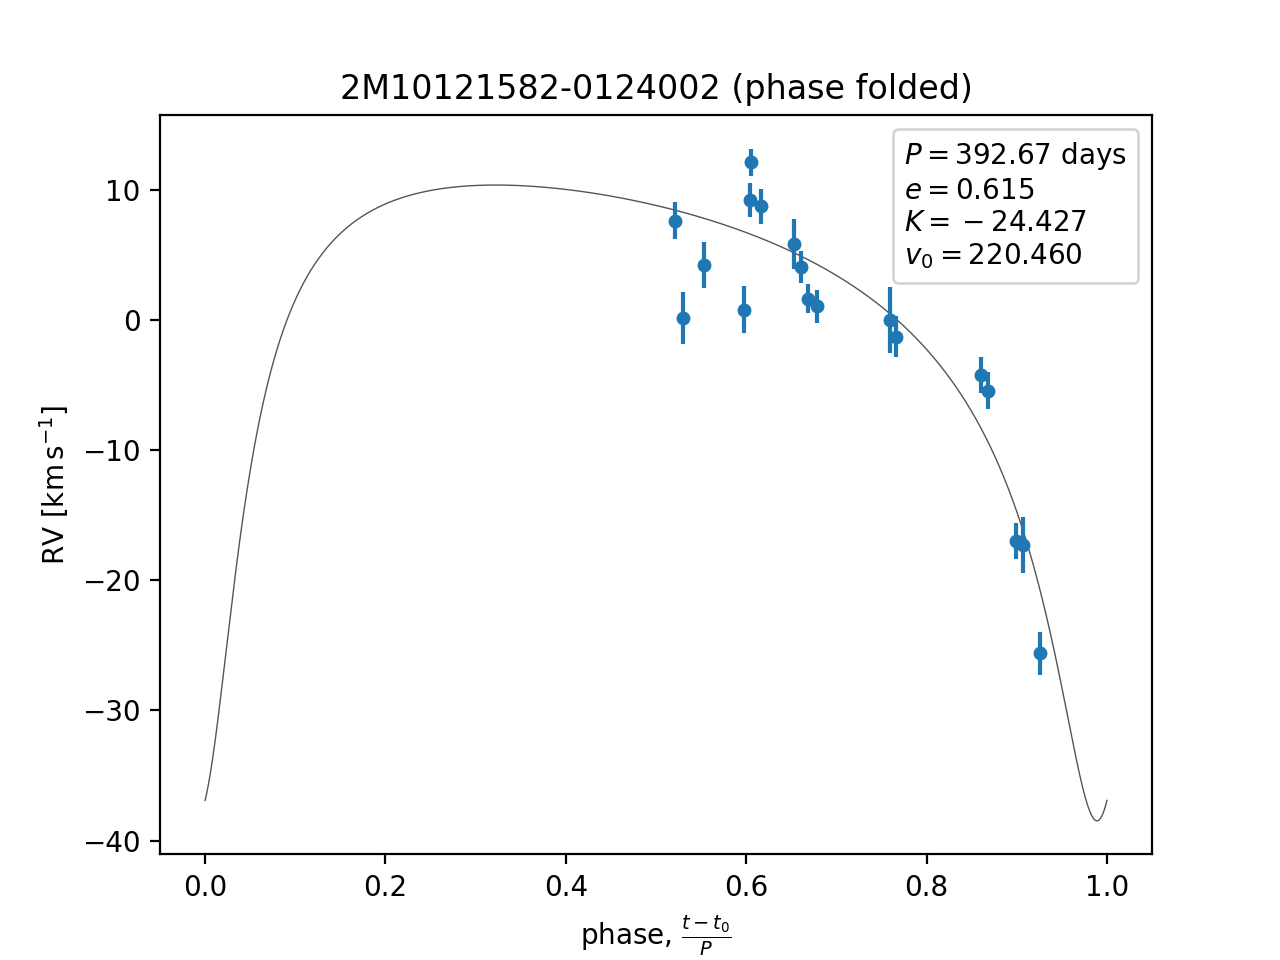 2M10121582-0124002 (phase folded)
P = 392.67 days
e = 0.615
K = −24.427
v₀ = 220.460
10
0
−10
−20
−30
−40
RV [km s⁻¹]
0.0 0.2 0.4 0.6 0.8 1.0
phase, (t − t₀)/P